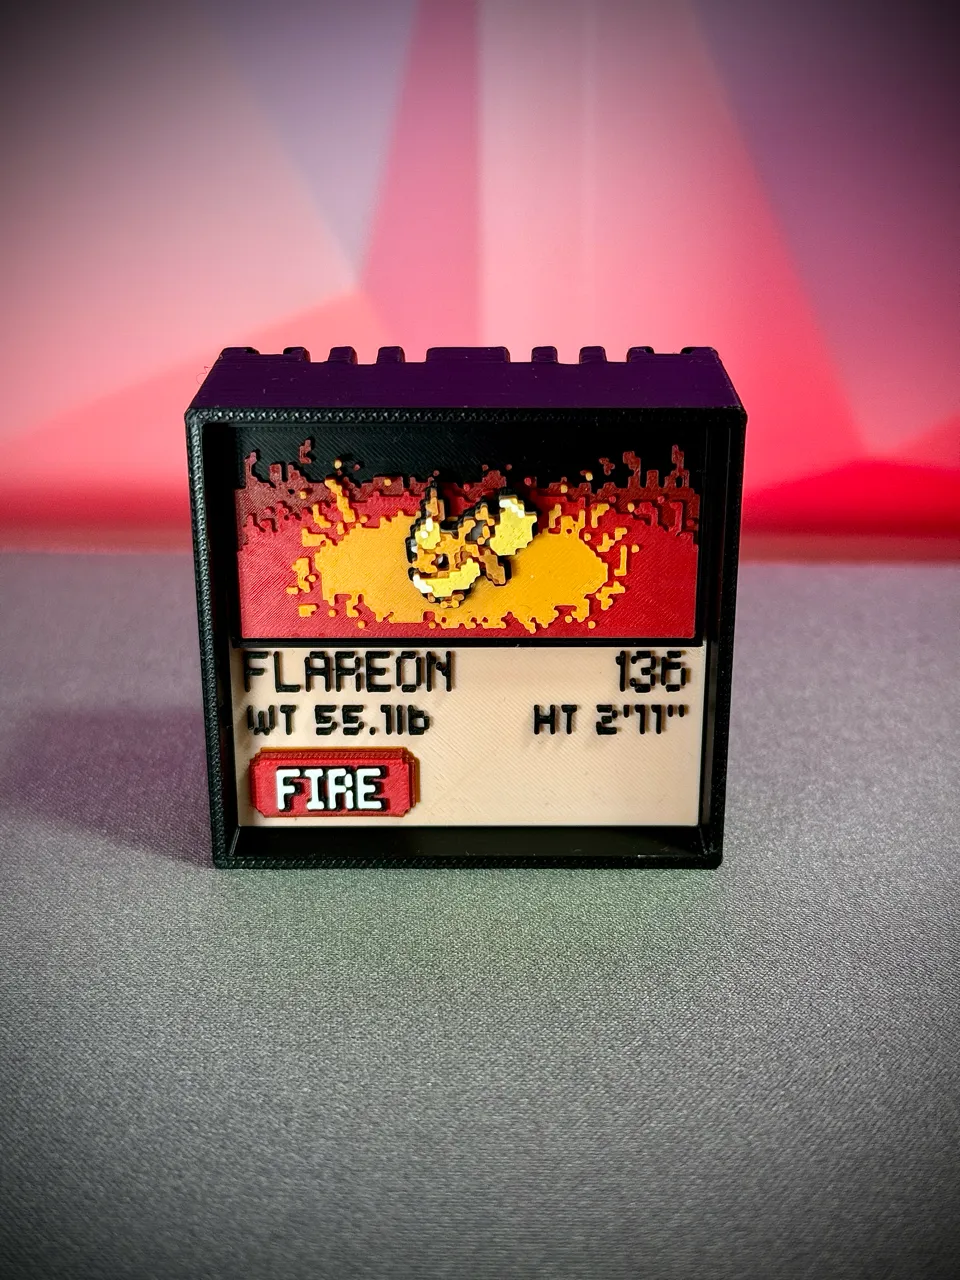 FLAREON 136
WT 55.1lb HT 2'11"
FIRE